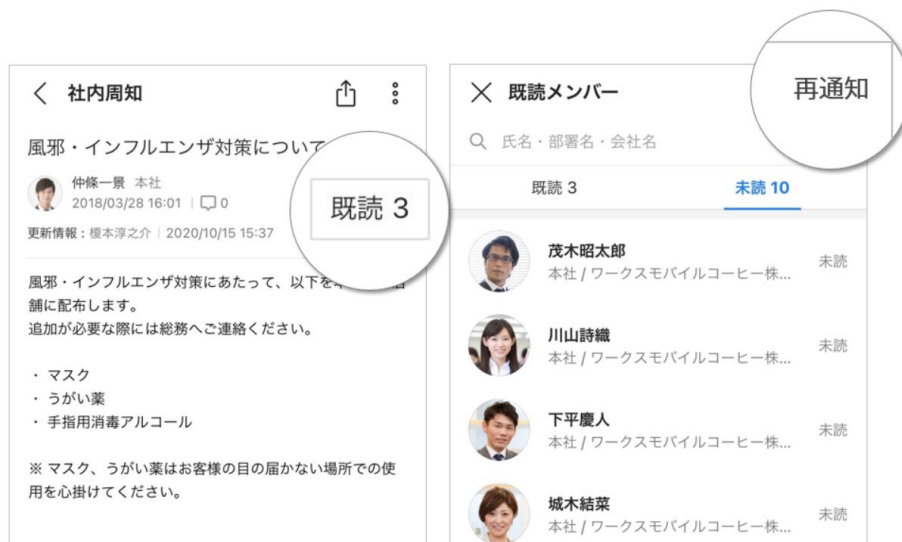 社内周知
風邪・インフルエンザ対策について
仲條一景 本社
2018/03/28 16:01 0
既読 3
更新情報：榎本淳之介 2020/10/15 15:37
風邪・インフルエンザ対策にあたって、以下を
舗に配布します。
追加が必要な際には総務へご連絡ください。
・ マスク
・ うがい薬
・ 手指用消毒アルコール
※ マスク、うがい薬はお客様の目の届かない場所での使
用を心掛けてください。
既読メンバー
再通知
氏名・部署名・会社名
既読 3
未読 10
茂木昭太郎
本社 / ワークスモバイルコーヒー株...
未読
川山詩織
本社 / ワークスモバイルコーヒー株...
未読
下平慶人
本社 / ワークスモバイルコーヒー株...
未読
城木結菜
本社 / ワークスモバイルコーヒー株...
未読